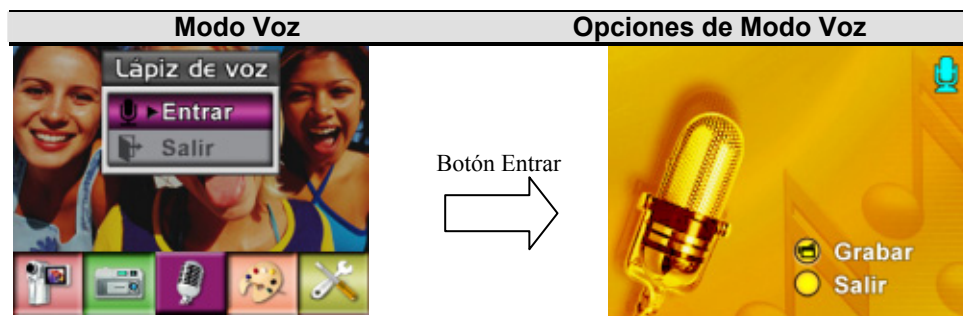 Modo Voz
Opciones de Modo Voz
Lápiz de voz
Entrar
Salir
Botón Entrar
Grabar
Salir